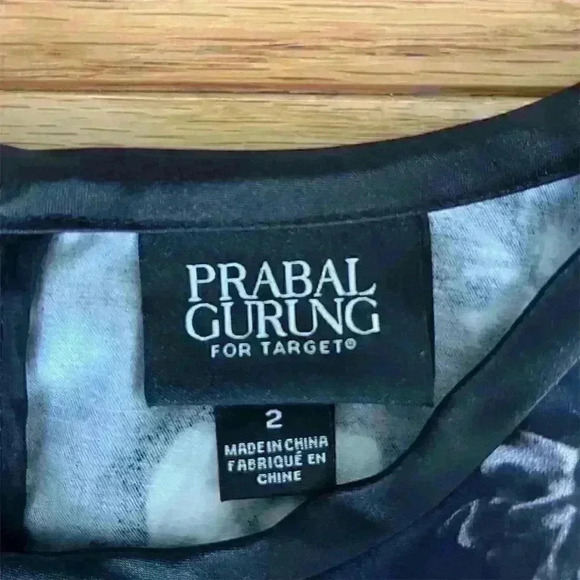 PRABAL
GURUNG
FOR TARGET®
2
MADE IN CHINA
FABRIQUÉ EN
CHINE